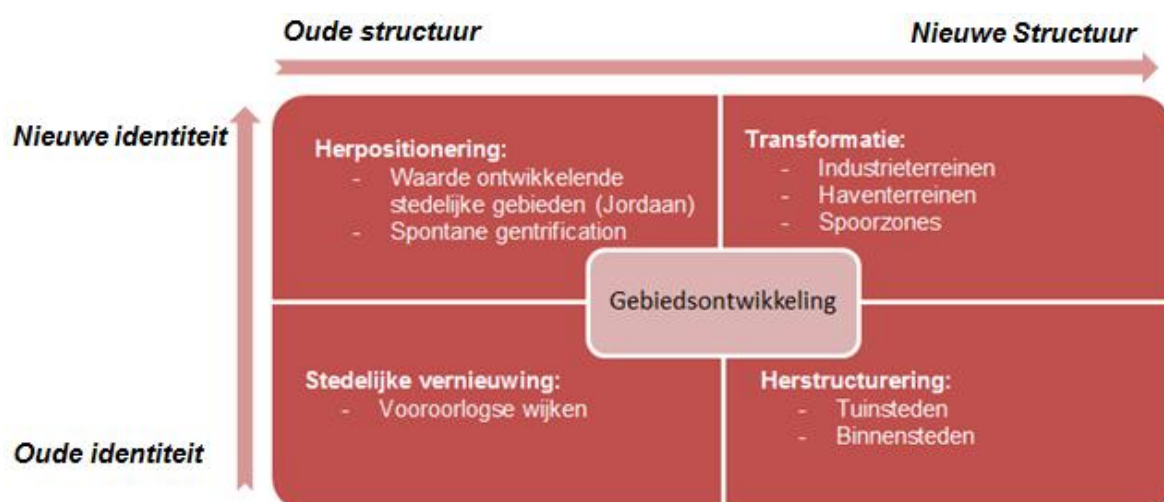 Oude structuur
Nieuwe Structuur
Nieuwe identiteit
Herpositionering:
- Waarde ontwikkelende
stedelijke gebieden (Jordaan)
- Spontane gentrification
Transformatie:
- Industrieterreinen
- Haventerreinen
- Spoorzones
Gebiedsontwikkeling
Stedelijke vernieuwing:
- Vooroorlogse wijken
Herstructurering:
- Tuinsteden
- Binnensteden
Oude identiteit